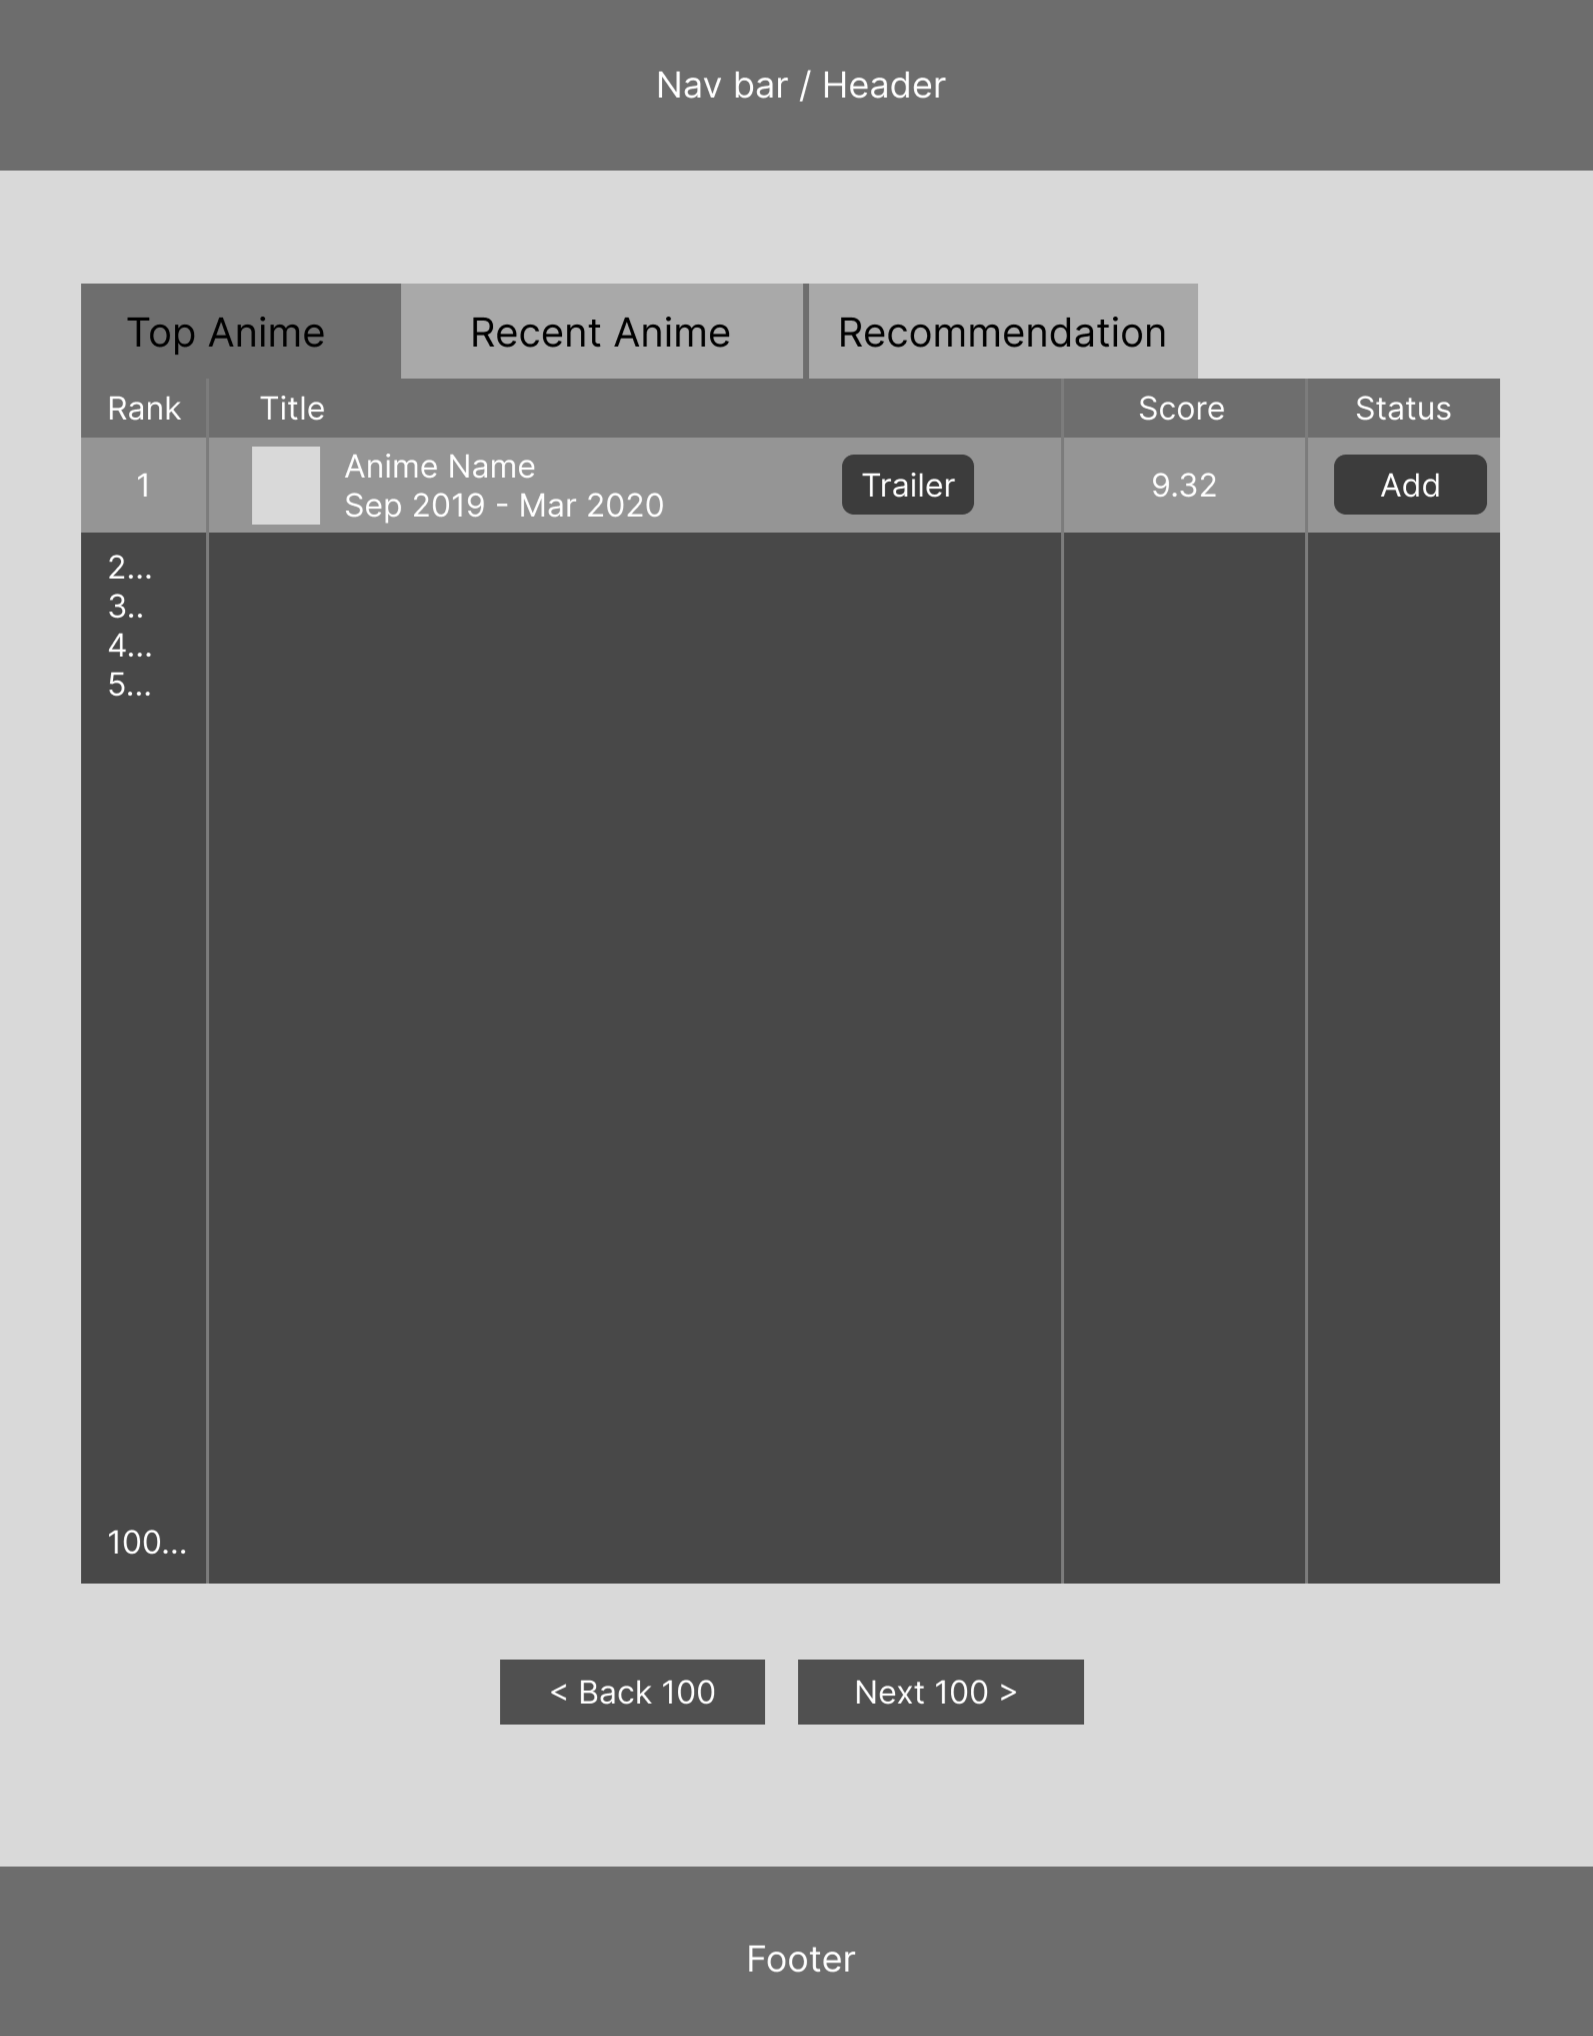 Nav bar / Header
Top Anime
Recent Anime
Recommendation
Rank
Title
Score
Status
1
Anime Name
Sep 2019 - Mar 2020
Trailer
9.32
Add
2...
3..
4...
5...
100...
< Back 100
Next 100 >
Footer